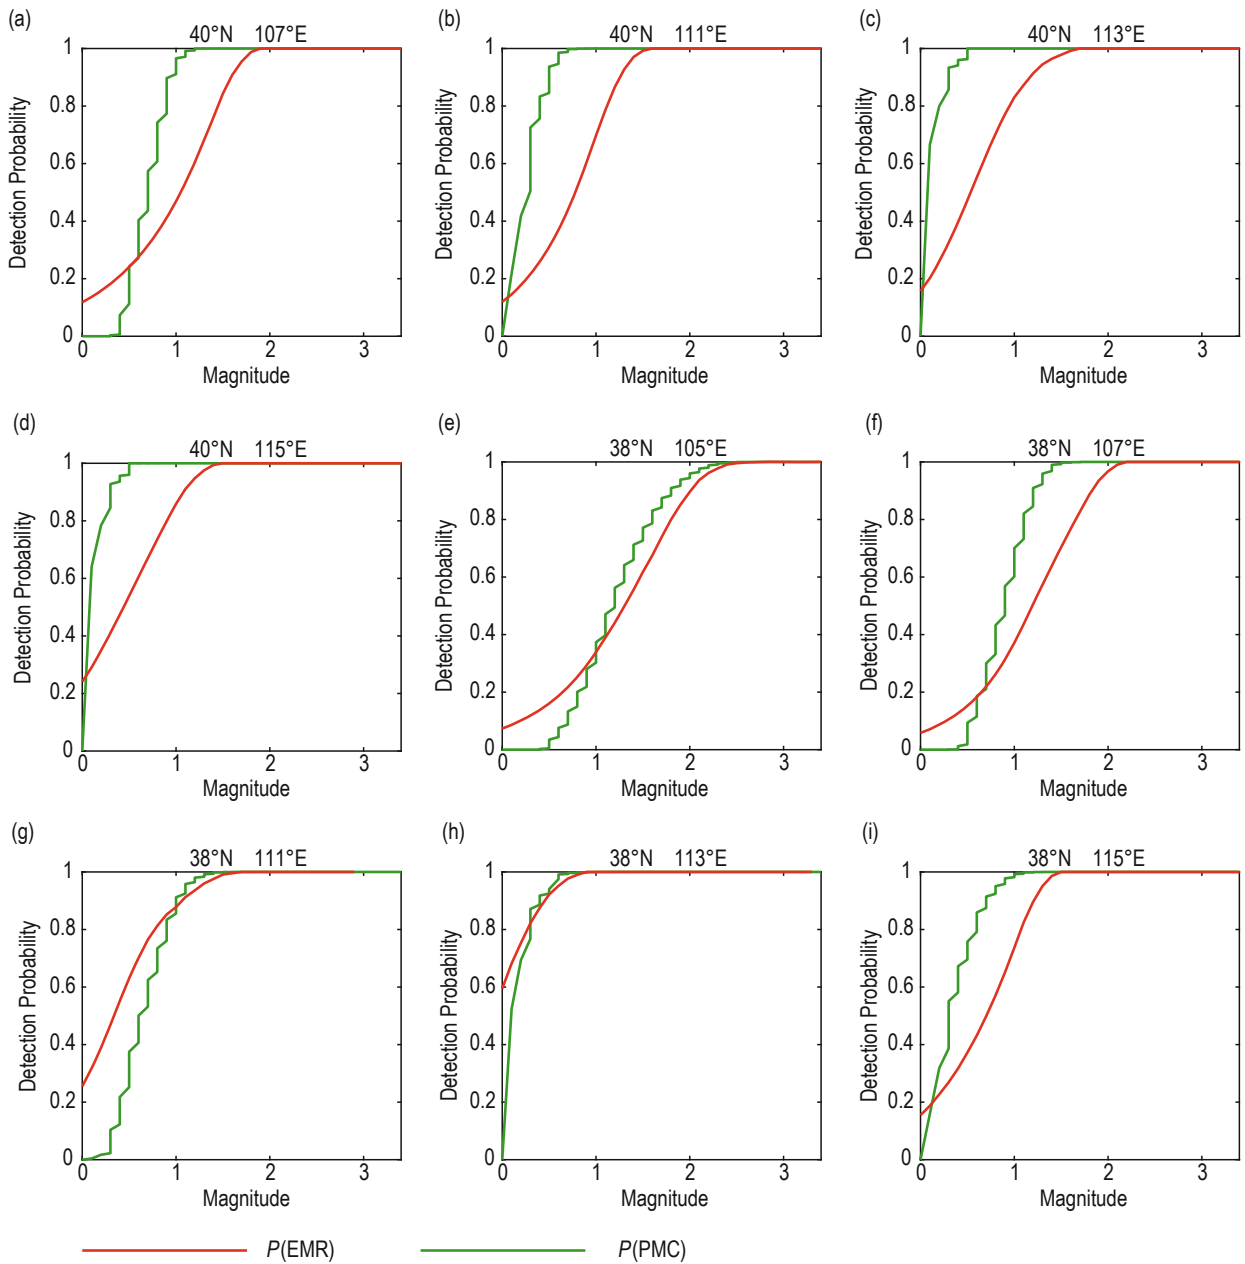 (a)
40°N 107°E
1
0.8
0.6
0.4
0.2
0
0 1 2 3
Detection Probability
Magnitude
(b)
40°N 111°E
1
0.8
0.6
0.4
0.2
0
0 1 2 3
Detection Probability
Magnitude
(c)
40°N 113°E
1
0.8
0.6
0.4
0.2
0
0 1 2 3
Detection Probability
Magnitude
(d)
40°N 115°E
1
0.8
0.6
0.4
0.2
0
0 1 2 3
Detection Probability
Magnitude
(e)
38°N 105°E
1
0.8
0.6
0.4
0.2
0
0 1 2 3
Detection Probability
Magnitude
(f)
38°N 107°E
1
0.8
0.6
0.4
0.2
0
0 1 2 3
Detection Probability
Magnitude
(g)
38°N 111°E
1
0.8
0.6
0.4
0.2
0
0 1 2 3
Detection Probability
Magnitude
(h)
38°N 113°E
1
0.8
0.6
0.4
0.2
0
0 1 2 3
Detection Probability
Magnitude
(i)
38°N 115°E
1
0.8
0.6
0.4
0.2
0
0 1 2 3
Detection Probability
Magnitude
P(EMR) P(PMC)